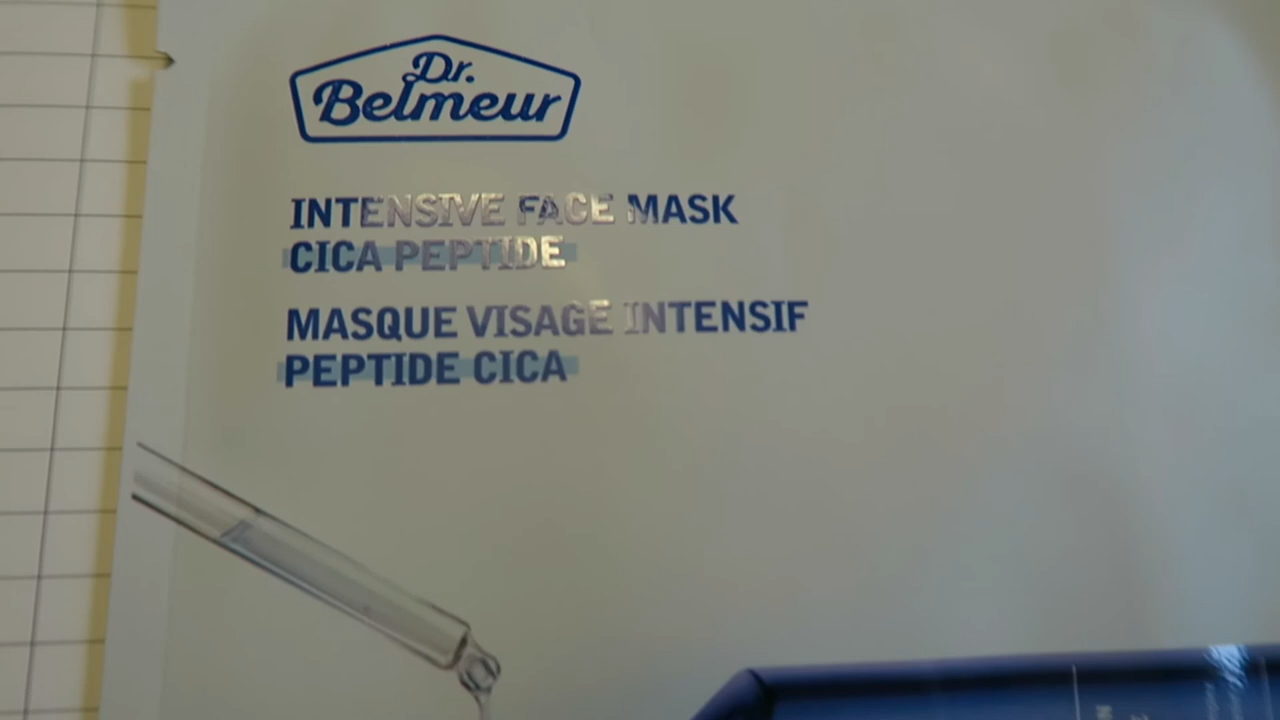 Dr.
Belmeur
INTENSIVE FACE MASK
CICA PEPTIDE
MASQUE VISAGE INTENSIF
PEPTIDE CICA